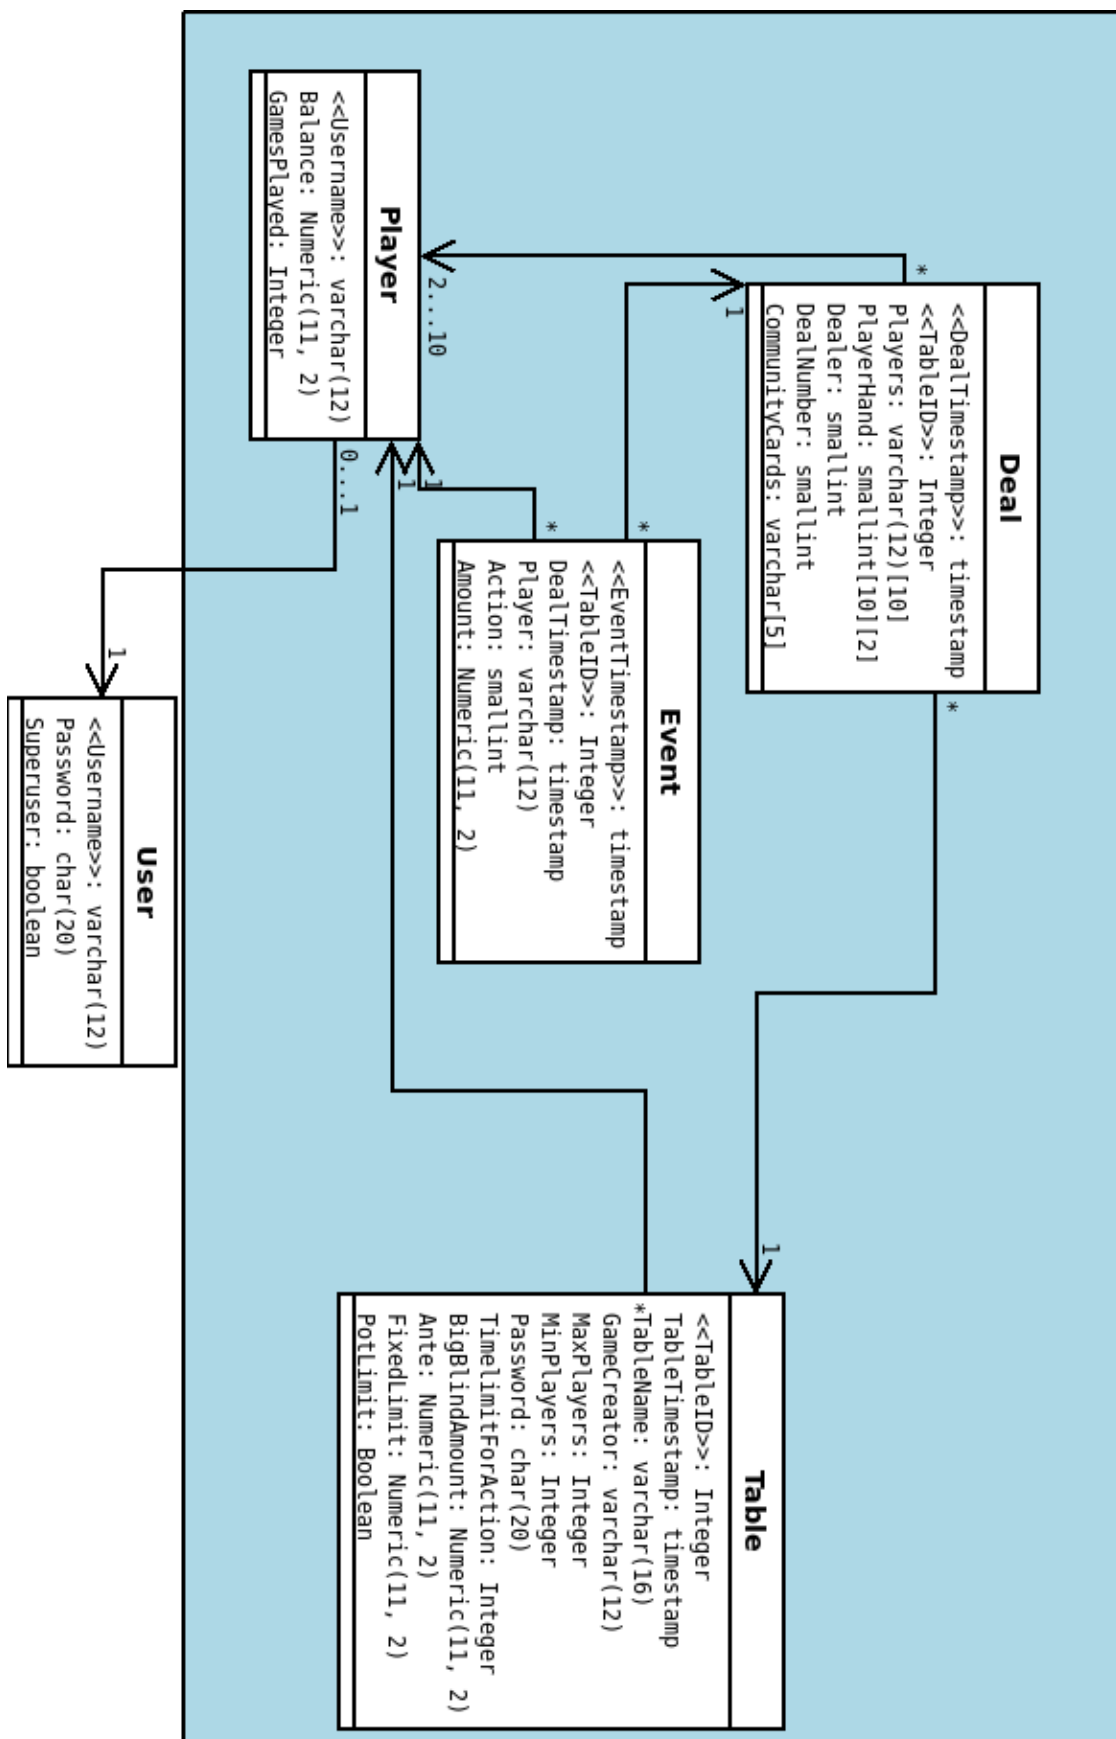 Deal
<<DealTimestamp>>: timestamp
<<TableID>>: Integer
Players: varchar(12)[10]
PlayerHand: smallint[10][2]
Dealer: smallint
DealNumber: smallint
CommunityCards: varchar[5]
*
*
1
Table
<<TableID>>: Integer
TableTimestamp: timestamp
*TableName: varchar(16)
GameCreator: varchar(12)
MaxPlayers: Integer
MinPlayers: Integer
Password: char(20)
TimelimitForAction: Integer
BigBlindAmount: Numeric(11, 2)
Ante: Numeric(11, 2)
FixedLimit: Numeric(11, 2)
PotLimit: Boolean
1
Event
<<EventTimestamp>>: timestamp
<<TableID>>: Integer
DealTimestamp: timestamp
Player: varchar(12)
Action: smallint
Amount: Numeric(11, 2)
*
*
2...10
1
1
Player
<<Username>>: varchar(12)
Balance: Numeric(11, 2)
GamesPlayed: Integer
0...1
1
User
<<Username>>: varchar(12)
Password: char(20)
Superuser: boolean